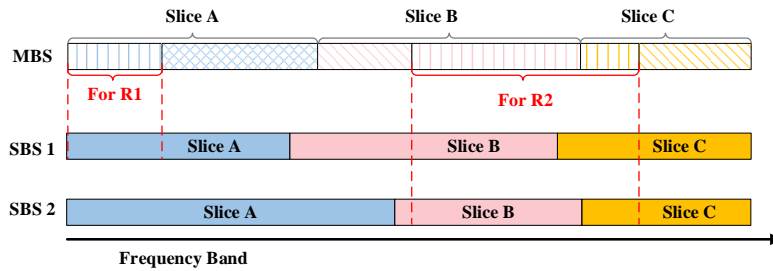 Slice A
Slice B
Slice C
MBS
For R1
For R2
SBS 1
Slice A
Slice B
Slice C
SBS 2
Slice A
Slice B
Slice C
Frequency Band